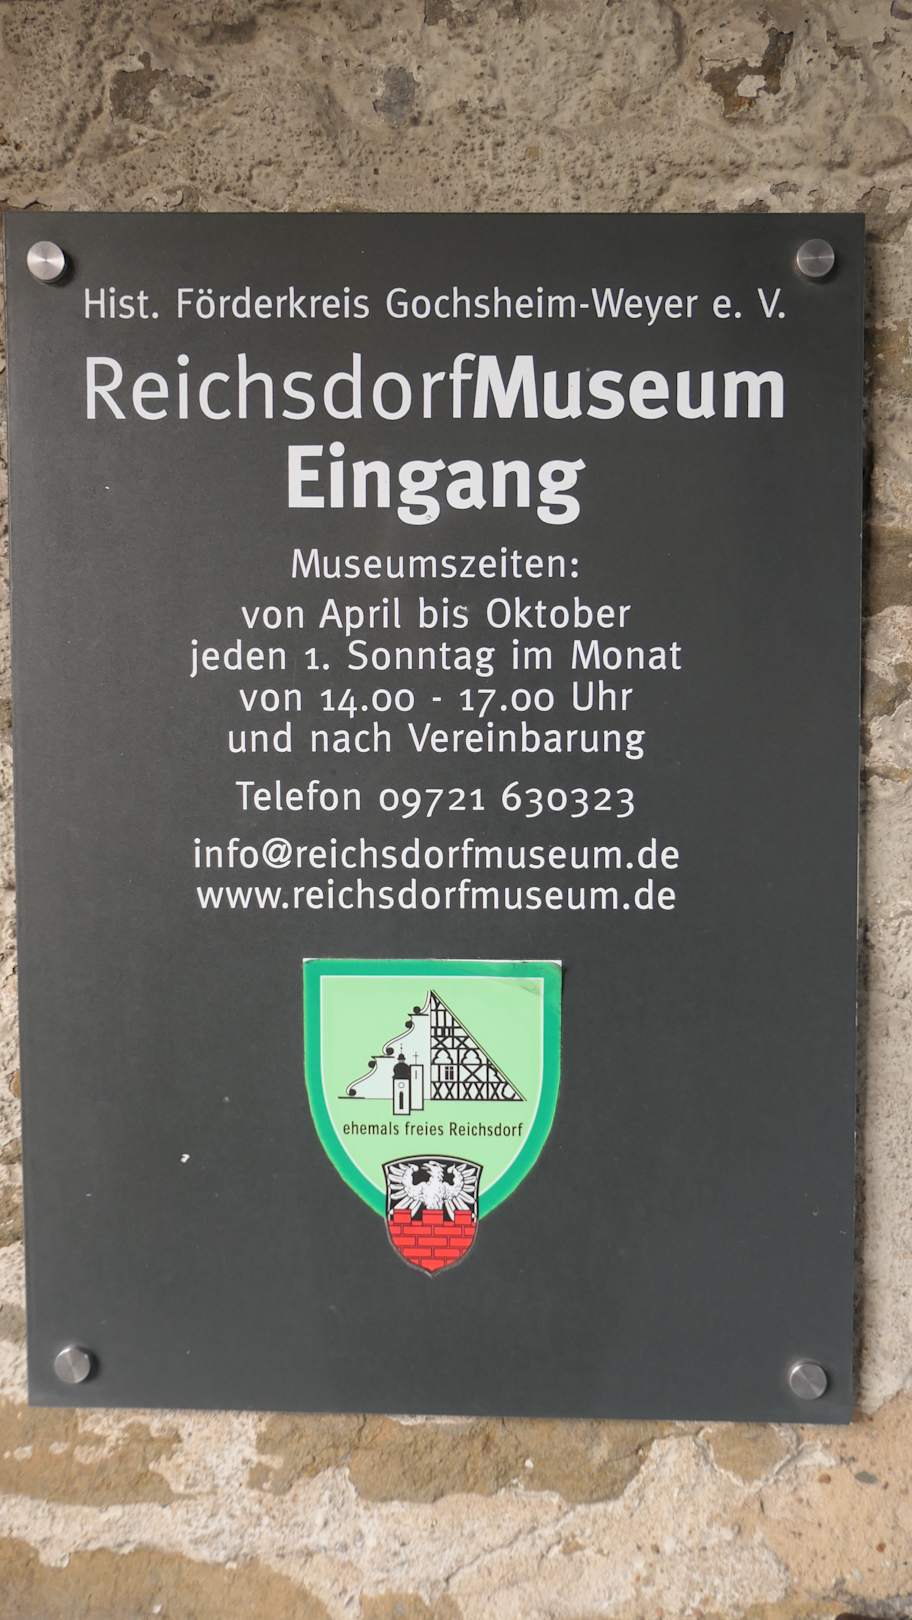 Hist. Förderkreis Gochsheim-Weyer e. V.
ReichsdorfMuseum
Eingang
Museumszeiten:
von April bis Oktober
jeden 1. Sonntag im Monat
von 14.00 - 17.00 Uhr
und nach Vereinbarung
Telefon 09721 630323
info@reichsdorfmuseum.de
www.reichsdorfmuseum.de
ehemals freies Reichsdorf